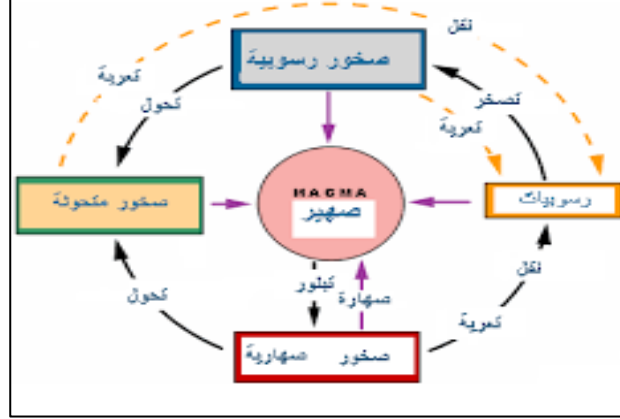 نقل
صخور رسوبية
تعرية
تحول
تصخر
تعرية
MAGMA
صهير
صخور متحولة
رسوبيات
تبلور
صهارة
نقل
تحول
تعرية
صخور صهارية